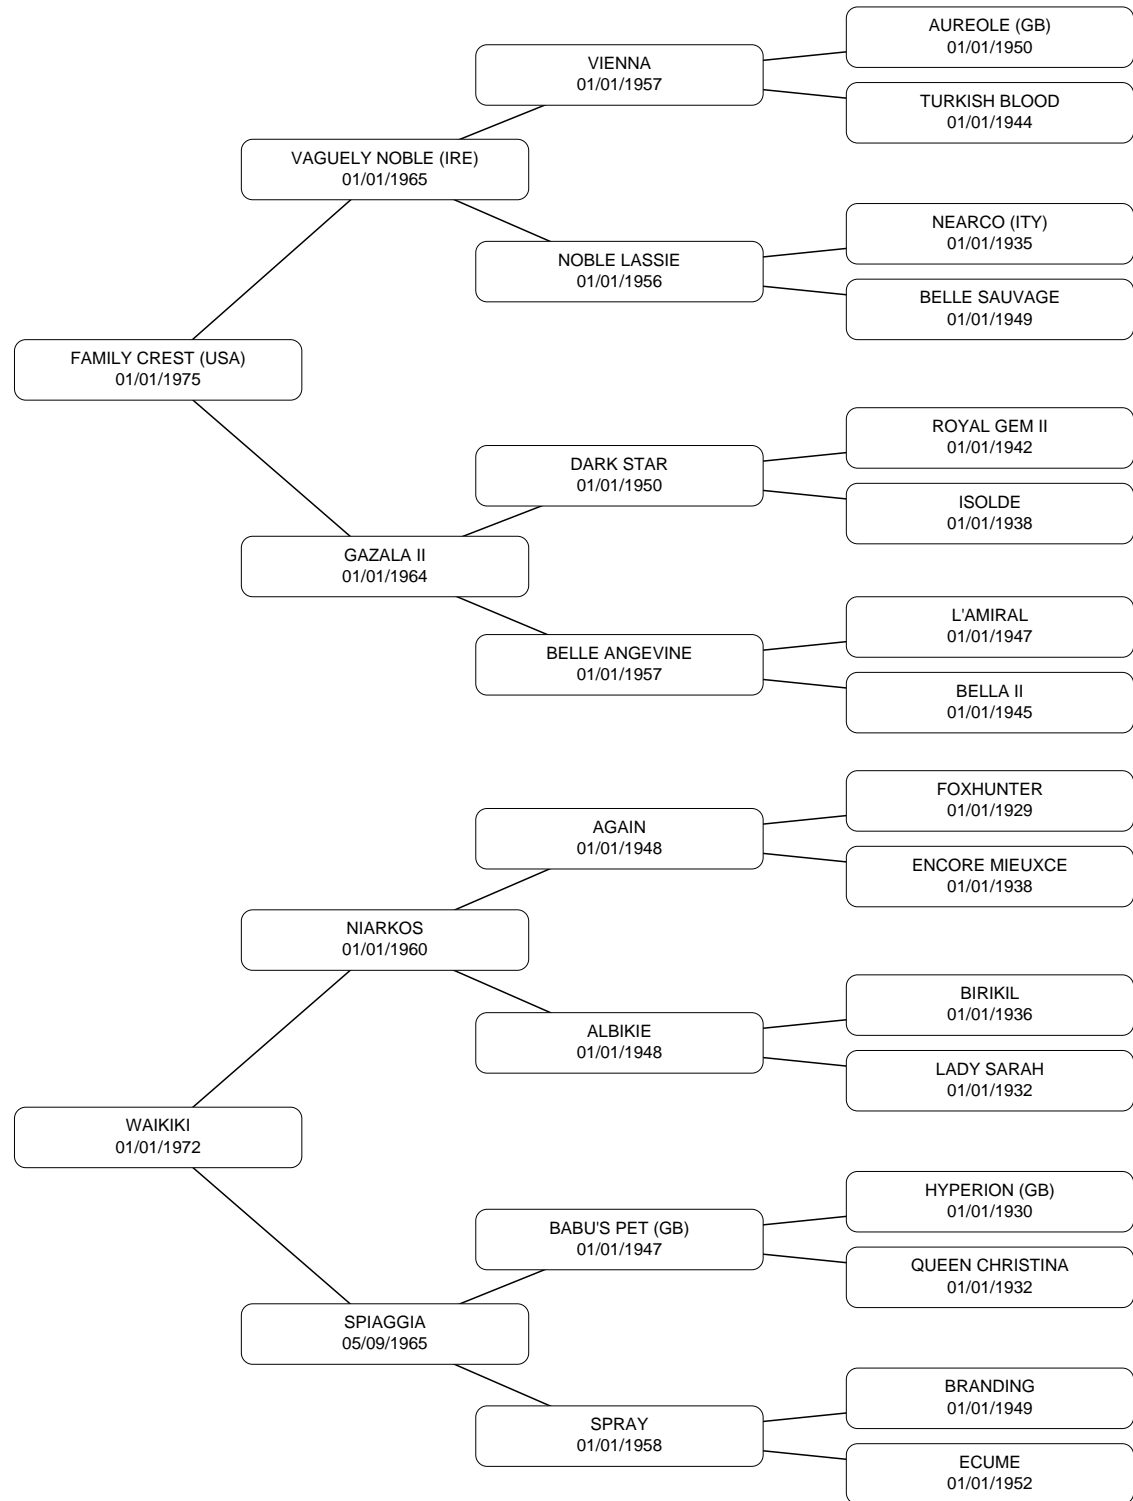 AUREOLE (GB)
01/01/1950
VIENNA
01/01/1957
TURKISH BLOOD
01/01/1944
VAGUELY NOBLE (IRE)
01/01/1965
NEARCO (ITY)
01/01/1935
NOBLE LASSIE
01/01/1956
BELLE SAUVAGE
01/01/1949
FAMILY CREST (USA)
01/01/1975
ROYAL GEM II
01/01/1942
DARK STAR
01/01/1950
ISOLDE
01/01/1938
GAZALA II
01/01/1964
L'AMIRAL
01/01/1947
BELLE ANGEVINE
01/01/1957
BELLA II
01/01/1945
FOXHUNTER
01/01/1929
AGAIN
01/01/1948
ENCORE MIEUXCE
01/01/1938
NIARKOS
01/01/1960
BIRIKIL
01/01/1936
ALBIKIE
01/01/1948
LADY SARAH
01/01/1932
WAIKIKI
01/01/1972
HYPERION (GB)
01/01/1930
BABU'S PET (GB)
01/01/1947
QUEEN CHRISTINA
01/01/1932
SPIAGGIA
05/09/1965
BRANDING
01/01/1949
SPRAY
01/01/1958
ECUME
01/01/1952